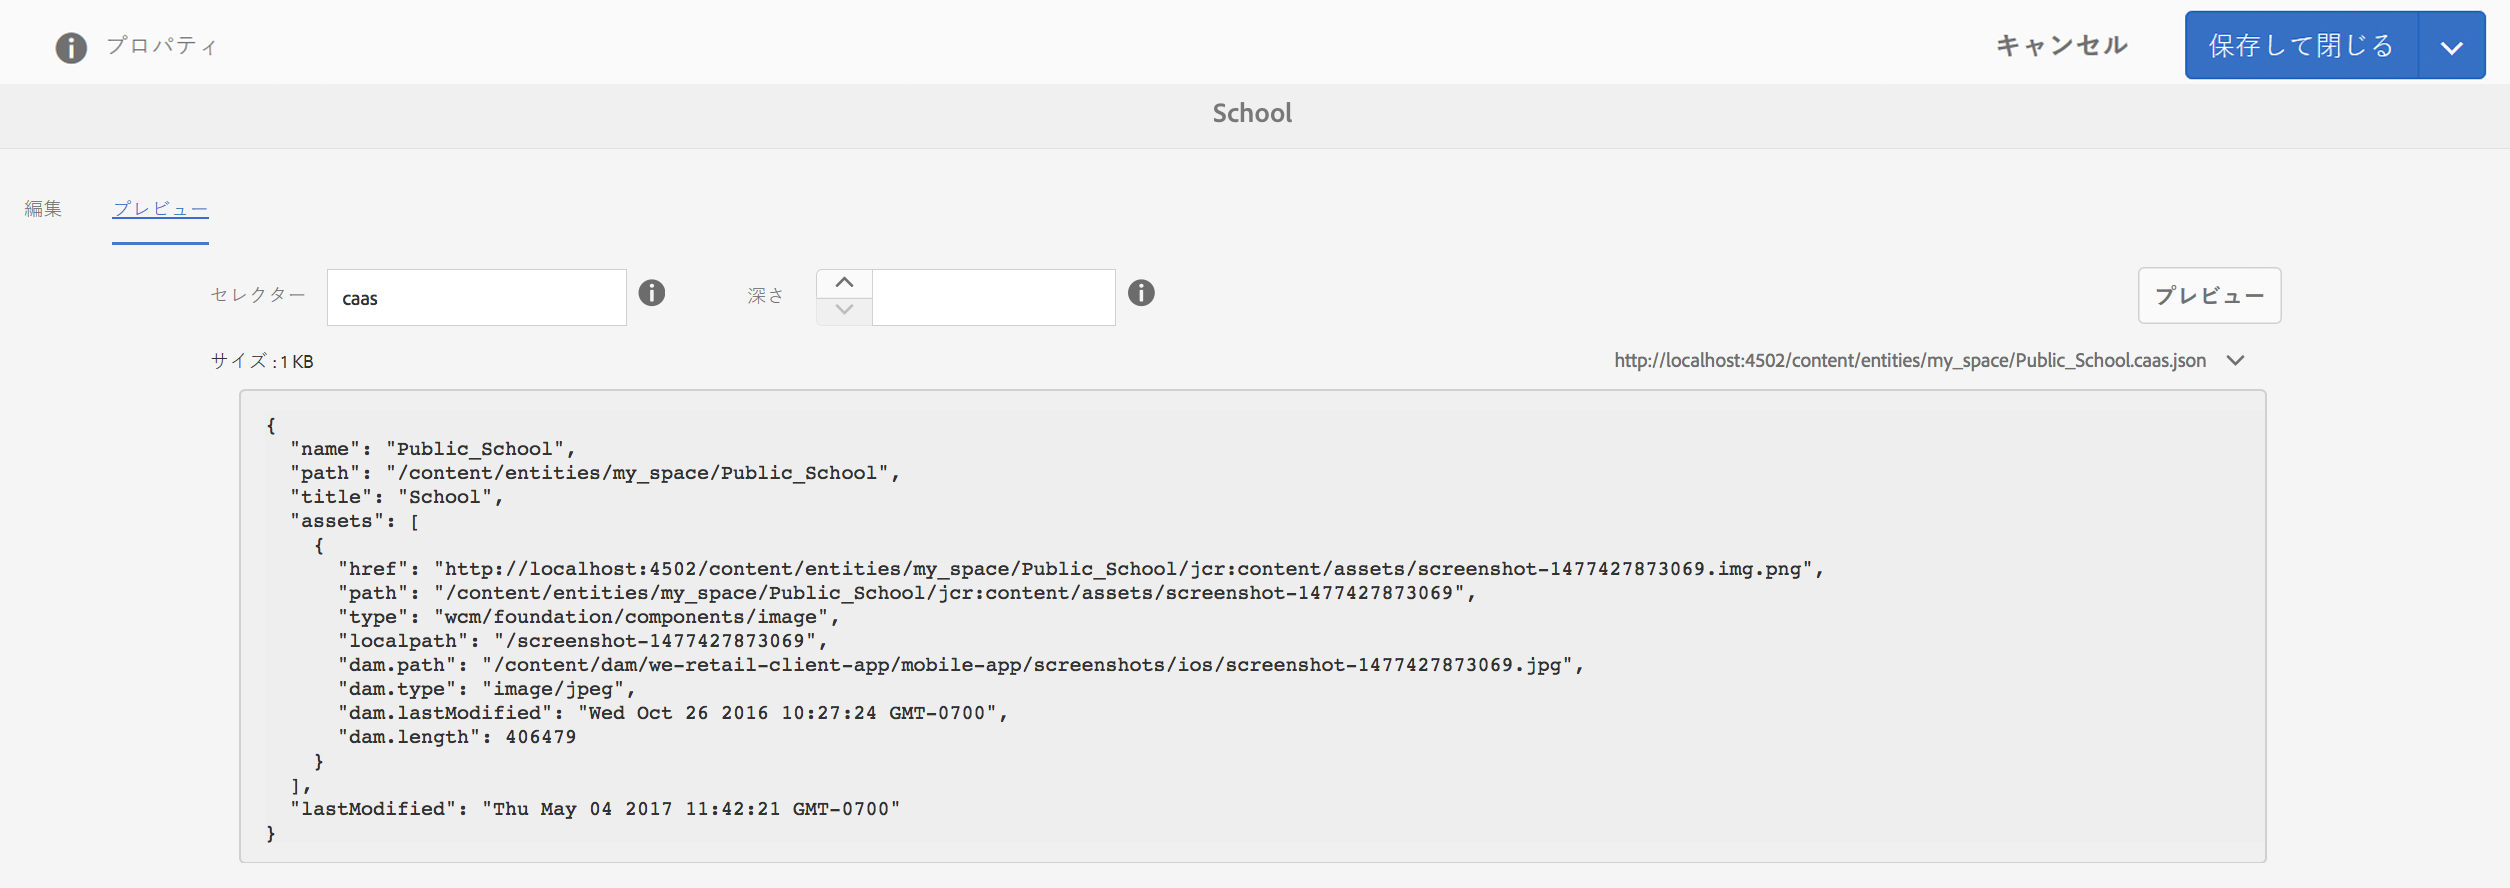 プロパティ
キャンセル
保存して閉じる
School
編集
プレビュー
セレクター
caas
深さ
プレビュー
サイズ : 1 KB
http://localhost:4502/content/entities/my_space/Public_School.caas.json
{
"name": "Public_School",
"path": "/content/entities/my_space/Public_School",
"title": "School",
"assets": [
{
"href": "http://localhost:4502/content/entities/my_space/Public_School/jcr:content/assets/screenshot-1477427873069.img.png",
"path": "/content/entities/my_space/Public_School/jcr:content/assets/screenshot-1477427873069",
"type": "wcm/foundation/components/image",
"localpath": "/screenshot-1477427873069",
"dam.path": "/content/dam/we-retail-client-app/mobile-app/screenshots/ios/screenshot-1477427873069.jpg",
"dam.type": "image/jpeg",
"dam.lastModified": "Wed Oct 26 2016 10:27:24 GMT-0700",
"dam.length": 406479
}
],
"lastModified": "Thu May 04 2017 11:42:21 GMT-0700"
}